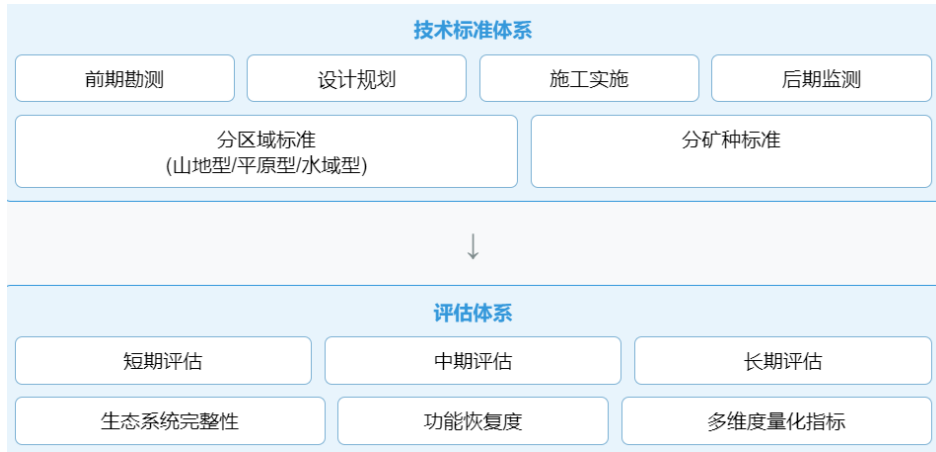 技术标准体系
前期勘测
设计规划
施工实施
后期监测
分区域标准
(山地型/平原型/水域型)
分矿种标准
↓
评估体系
短期评估
中期评估
长期评估
生态系统完整性
功能恢复度
多维度量化指标